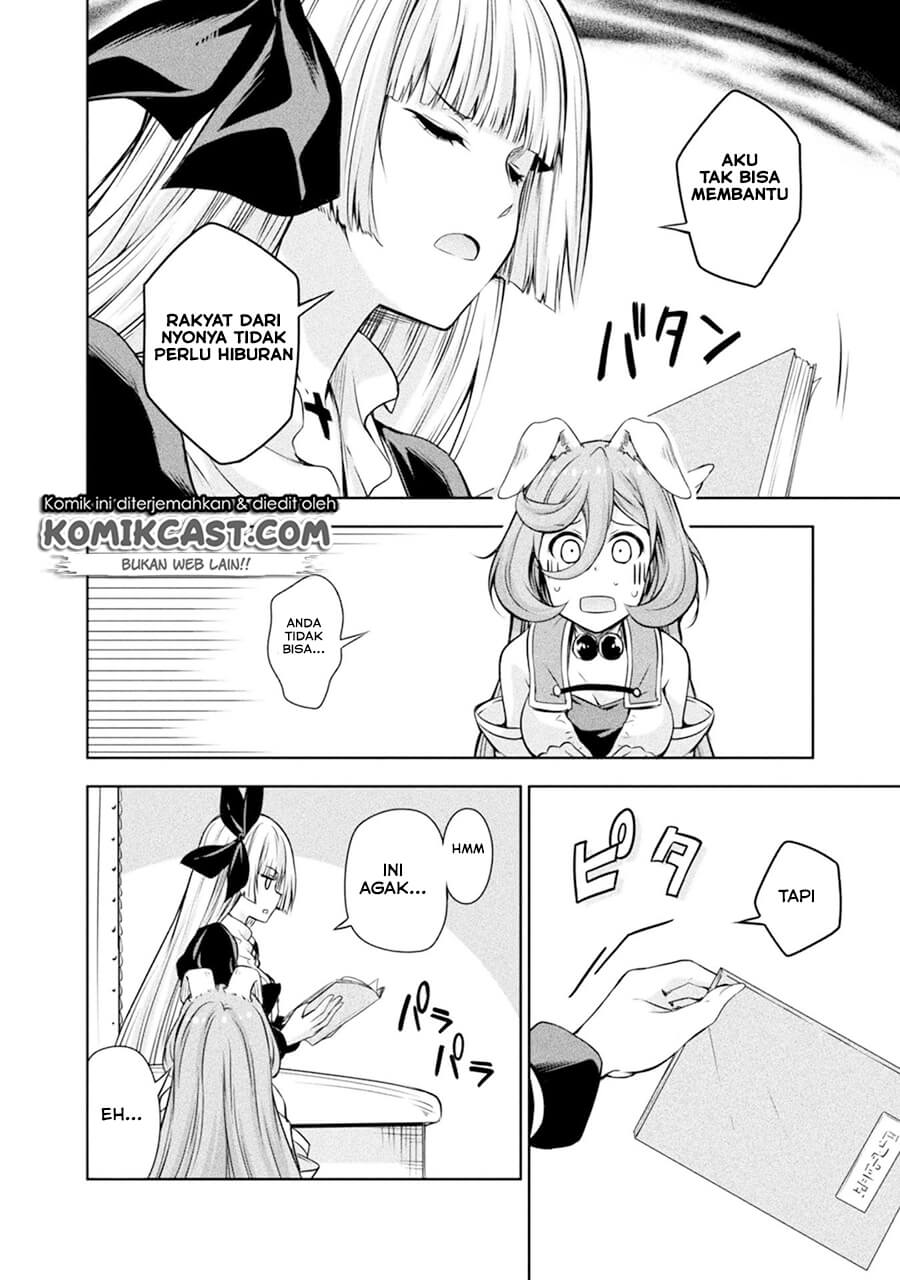 AKU
TAK BISA
MEMBANTU
RAKYAT DARI
NYONYA TIDAK
PERLU HIBURAN
バタン
Komik ini diterjemahkan & diedit oleh
KOMIKCAST.COM
BUKAN WEB LAIN!!
ANDA
TIDAK
BISA...
HMM
INI
AGAK...
パラ
パラ
EH...
ピタ
TAPI